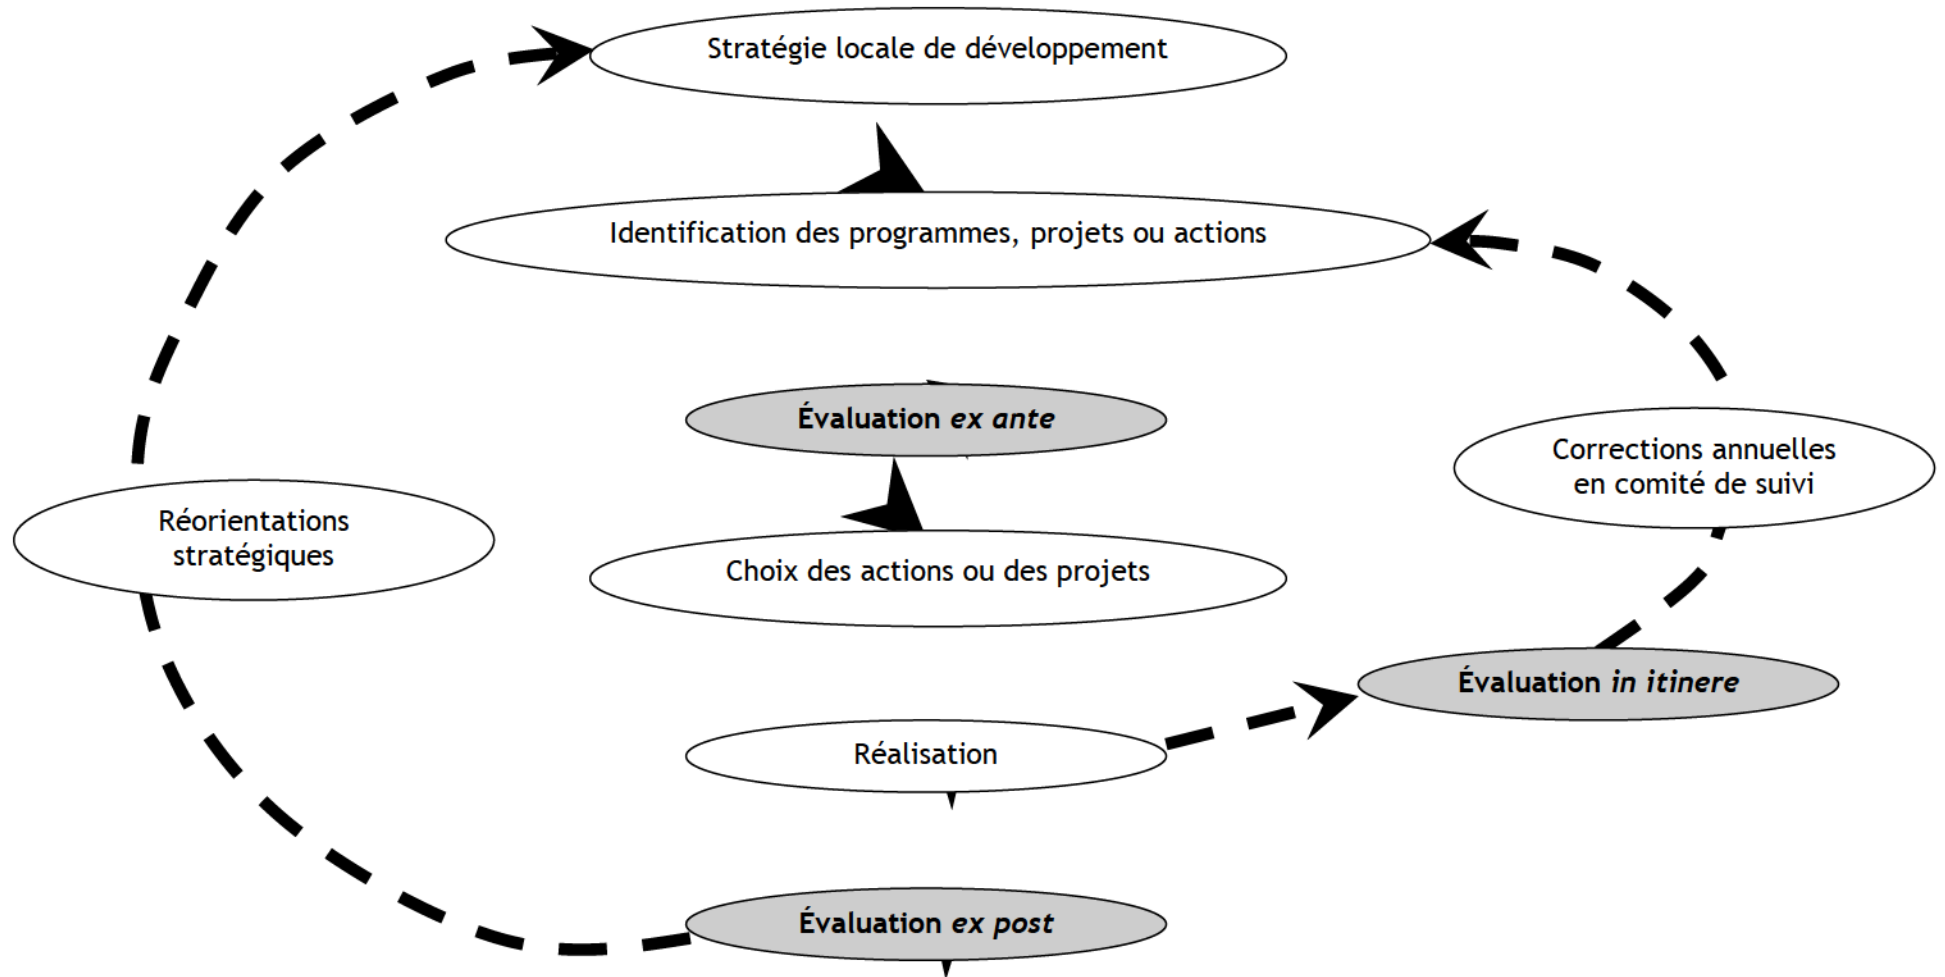 Stratégie locale de développement
Identification des programmes, projets ou actions
Évaluation ex ante
Corrections annuelles
en comité de suivi
Réorientations
stratégiques
Choix des actions ou des projets
Évaluation in itinere
Réalisation
Évaluation ex post